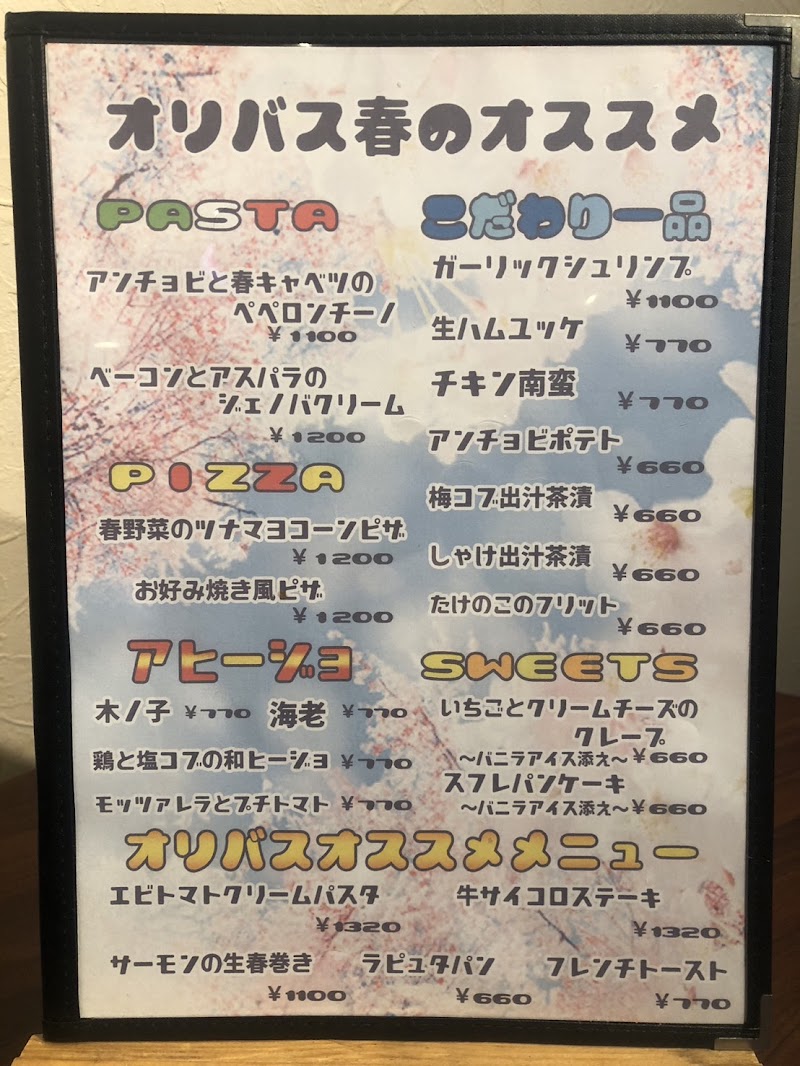 オリバス春のオススメ
PASTA
アンチョビと春キャベツの
ペペロンチーノ
￥1100
ベーコンとアスパラの
ジェノバクリーム
￥1200
PIZZA
春野菜のツナマヨコーンピザ
￥1200
お好み焼き風ピザ
￥1200
アヒージョ
木ノ子 ￥770 海老 ￥770
鶏と塩コブの和ヒージョ ￥770
モッツァレラとプチトマト ￥770
こだわり一品
ガーリックシュリンプ
￥1100
生ハムユッケ
￥770
チキン南蛮
￥770
アンチョビポテト
￥660
梅コブ出汁茶漬
￥660
しゃけ出汁茶漬
￥660
たけのこのフリット
￥660
SWEETS
いちごとクリームチーズの
クレープ
～バニラアイス添え～￥660
スフレパンケーキ
～バニラアイス添え～￥660
オリバスオススメメニュー
エビトマトクリームパスタ
￥1320
牛サイコロステーキ
￥1320
サーモンの生春巻き
￥1100
ラピュタパン
￥660
フレンチトースト
￥770